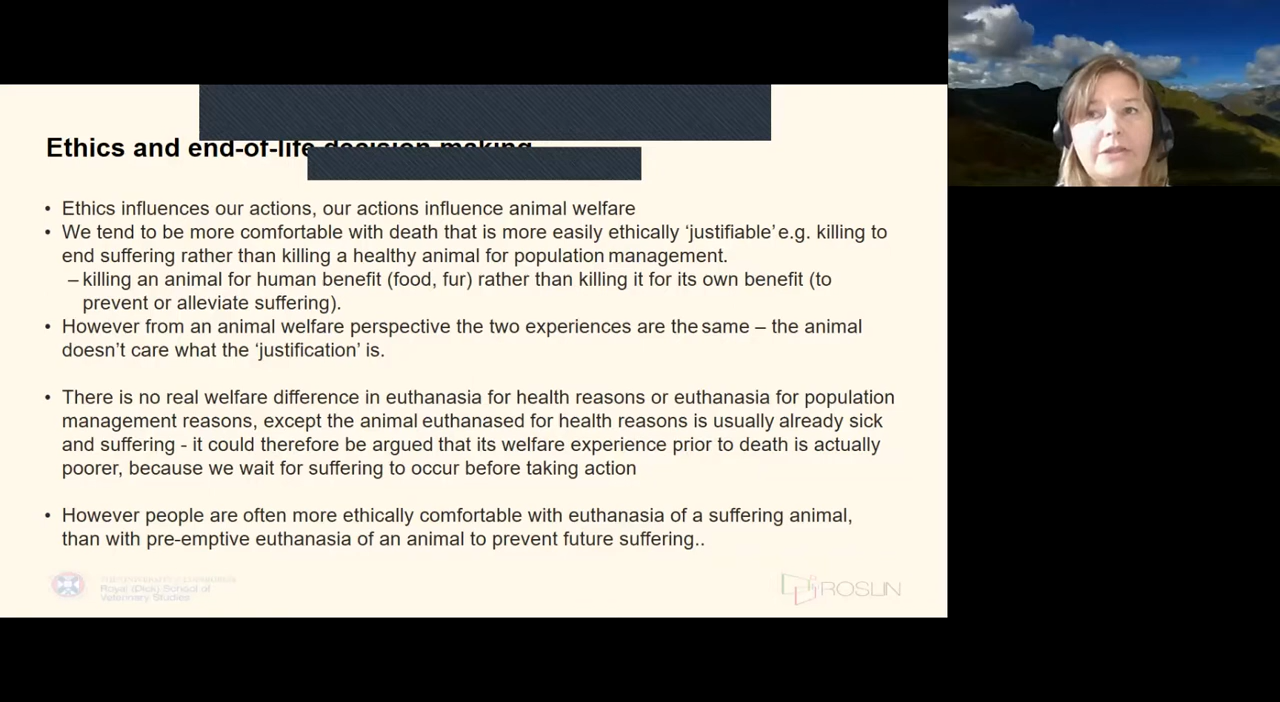 Ethics and end-of-life decision making
• Ethics influences our actions, our actions influence animal welfare
• We tend to be more comfortable with death that is more easily ethically ‘justifiable’ e.g. killing to
end suffering rather than killing a healthy animal for population management.
– killing an animal for human benefit (food, fur) rather than killing it for its own benefit (to
prevent or alleviate suffering).
• However from an animal welfare perspective the two experiences are the same – the animal
doesn’t care what the ‘justification’ is.
• There is no real welfare difference in euthanasia for health reasons or euthanasia for population
management reasons, except the animal euthanased for health reasons is usually already sick
and suffering - it could therefore be argued that its welfare experience prior to death is actually
poorer, because we wait for suffering to occur before taking action
• However people are often more ethically comfortable with euthanasia of a suffering animal,
than with pre-emptive euthanasia of an animal to prevent future suffering..
Royal (Dick) School of
Veterinary Studies
ROSLIN